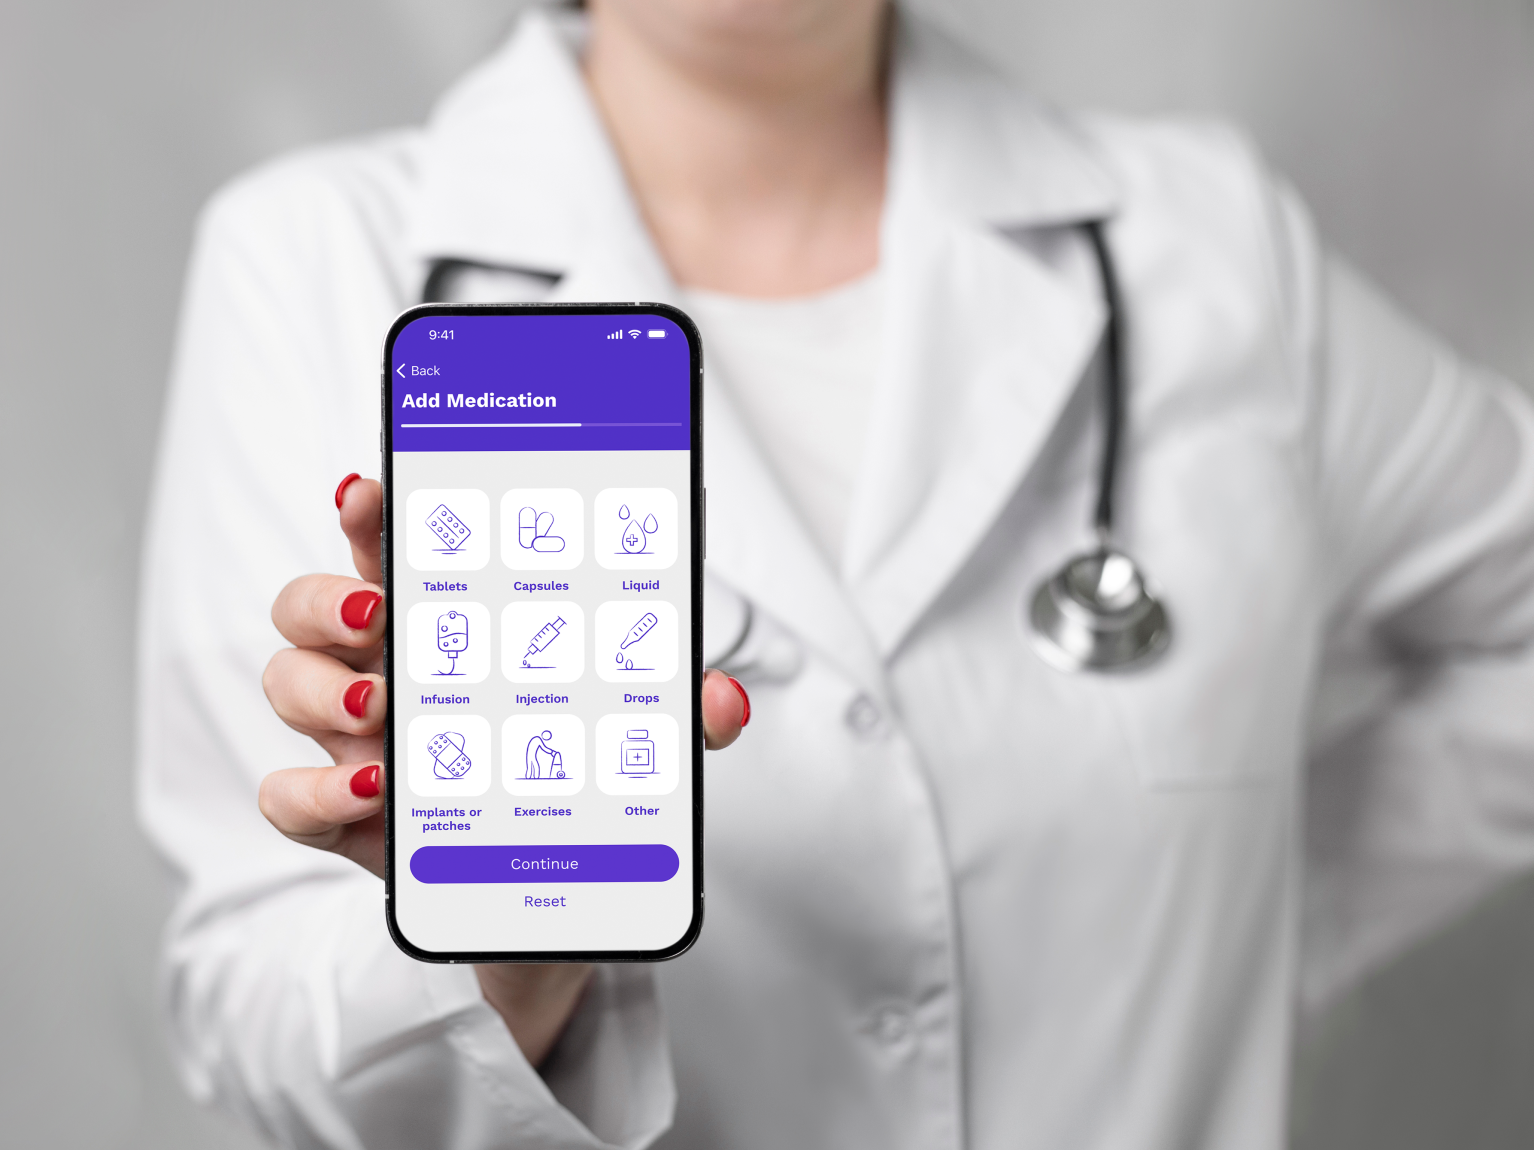 9:41
Back
Add Medication
Tablets
Capsules
Liquid
Infusion
Injection
Drops
Implants or
patches
Exercises
Other
Continue
Reset